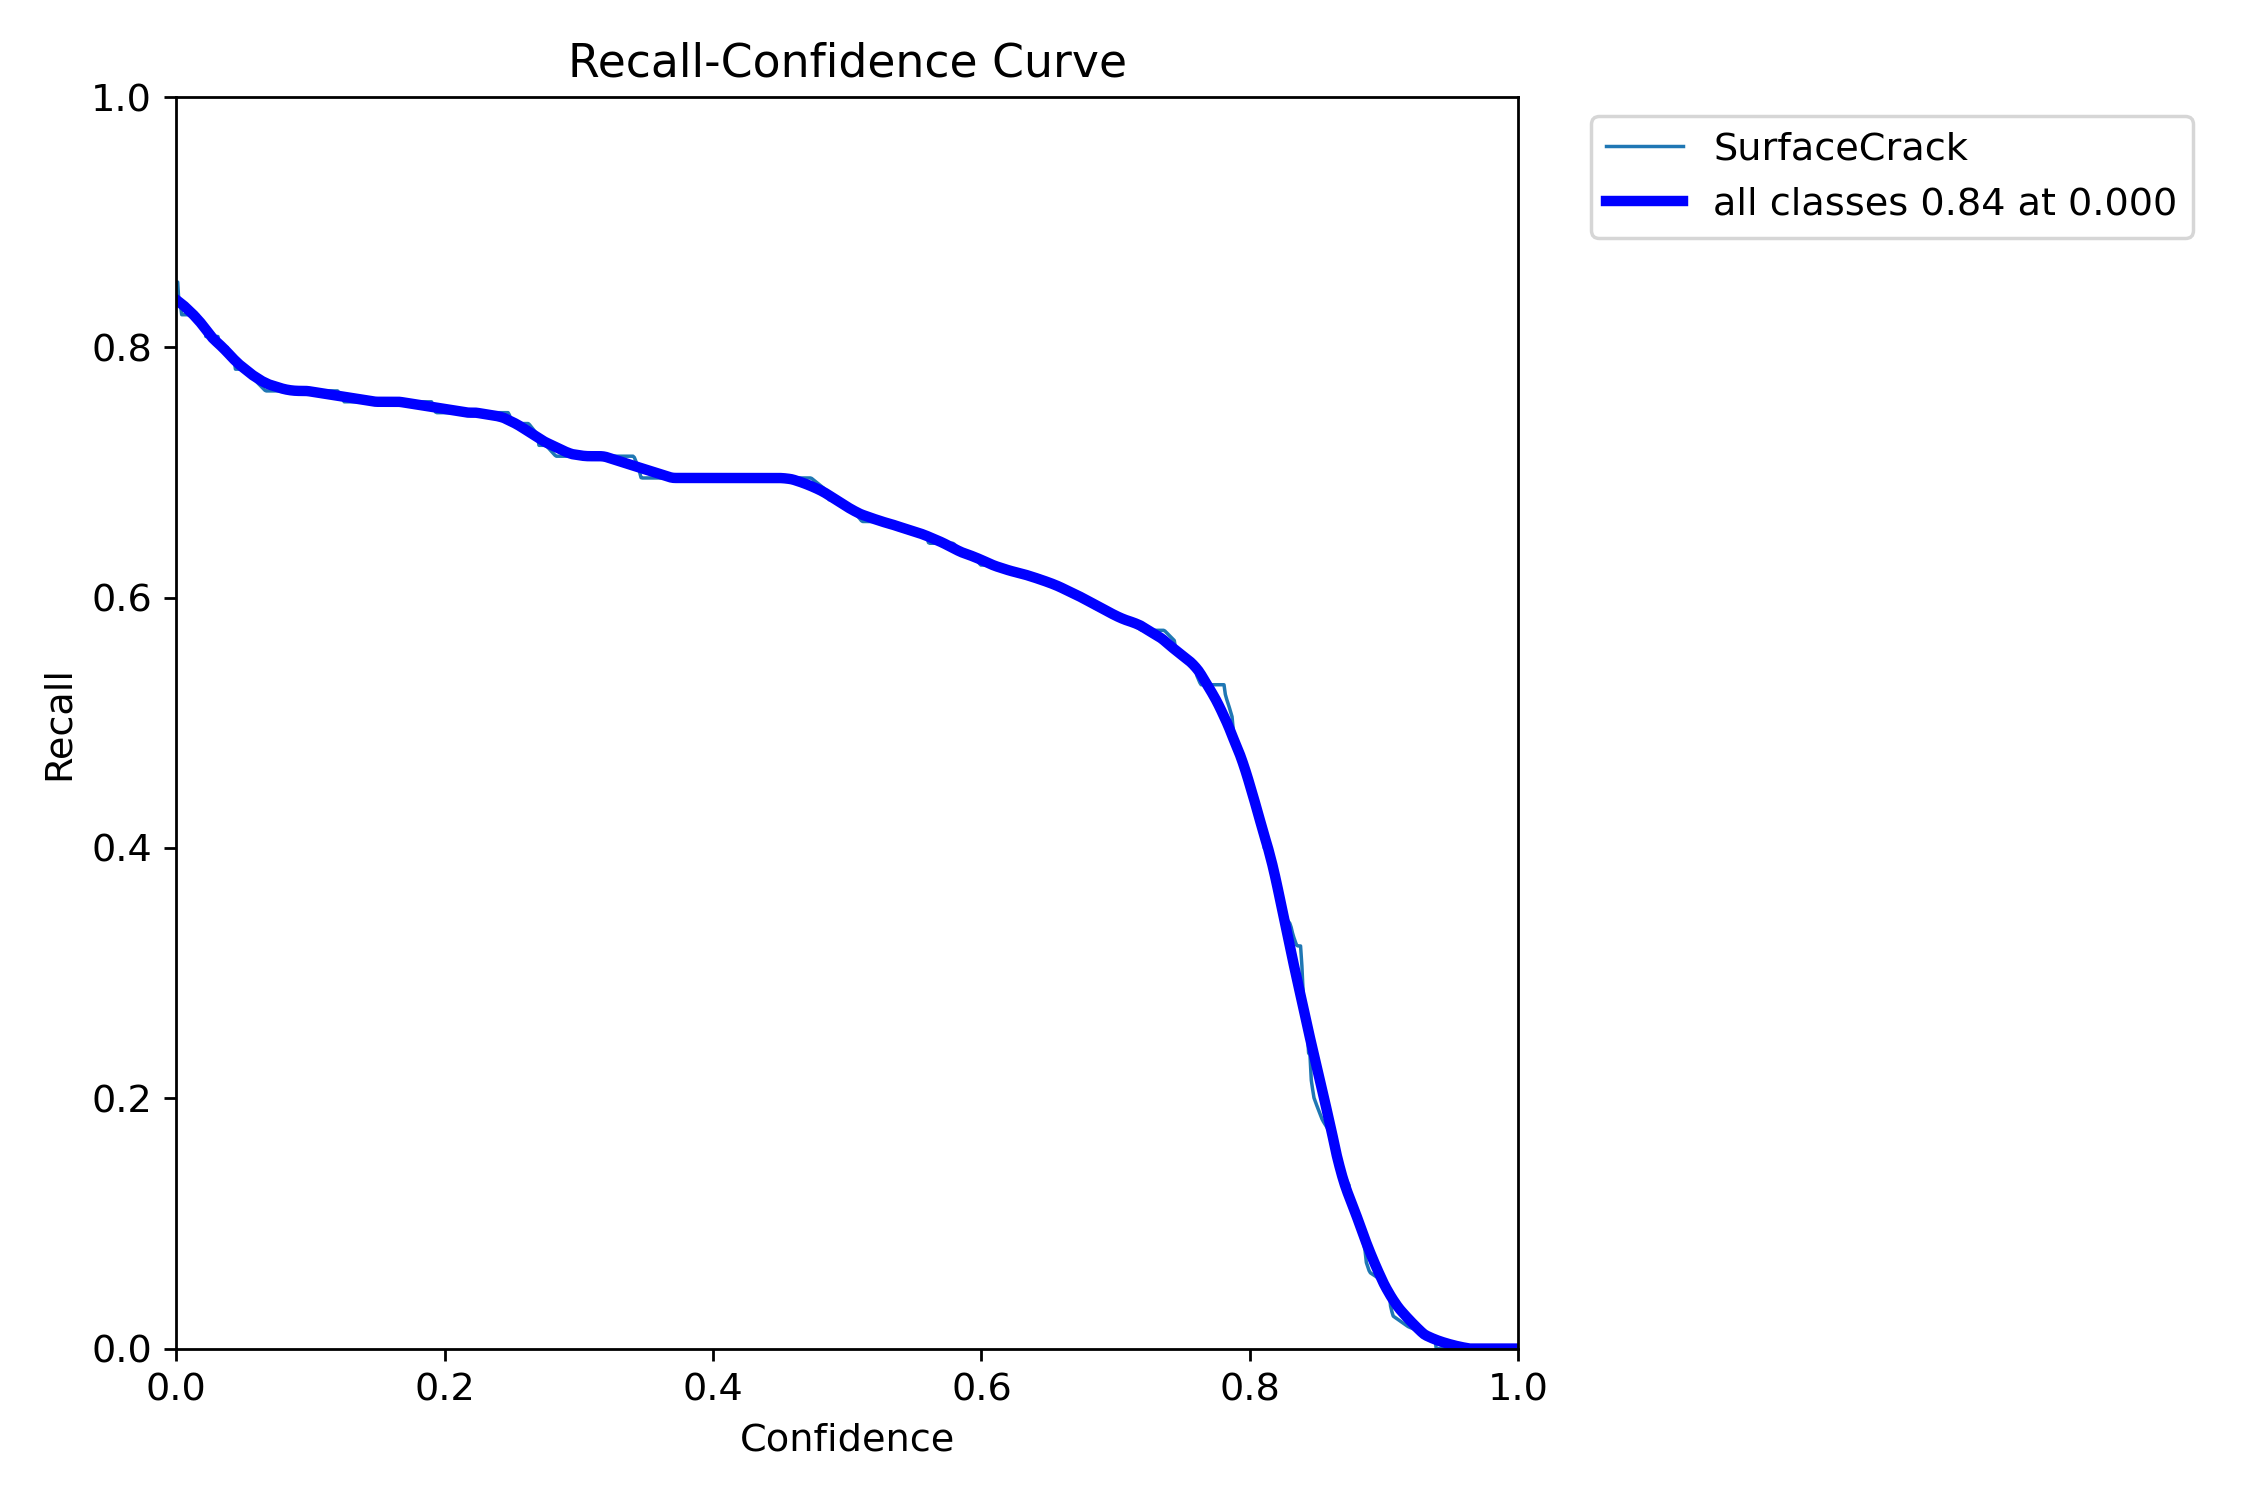 Recall-Confidence Curve
1.0
0.8
0.6
0.4
0.2
0.0
Recall
0.0 0.2 0.4 0.6 0.8 1.0
Confidence
SurfaceCrack
all classes 0.84 at 0.000